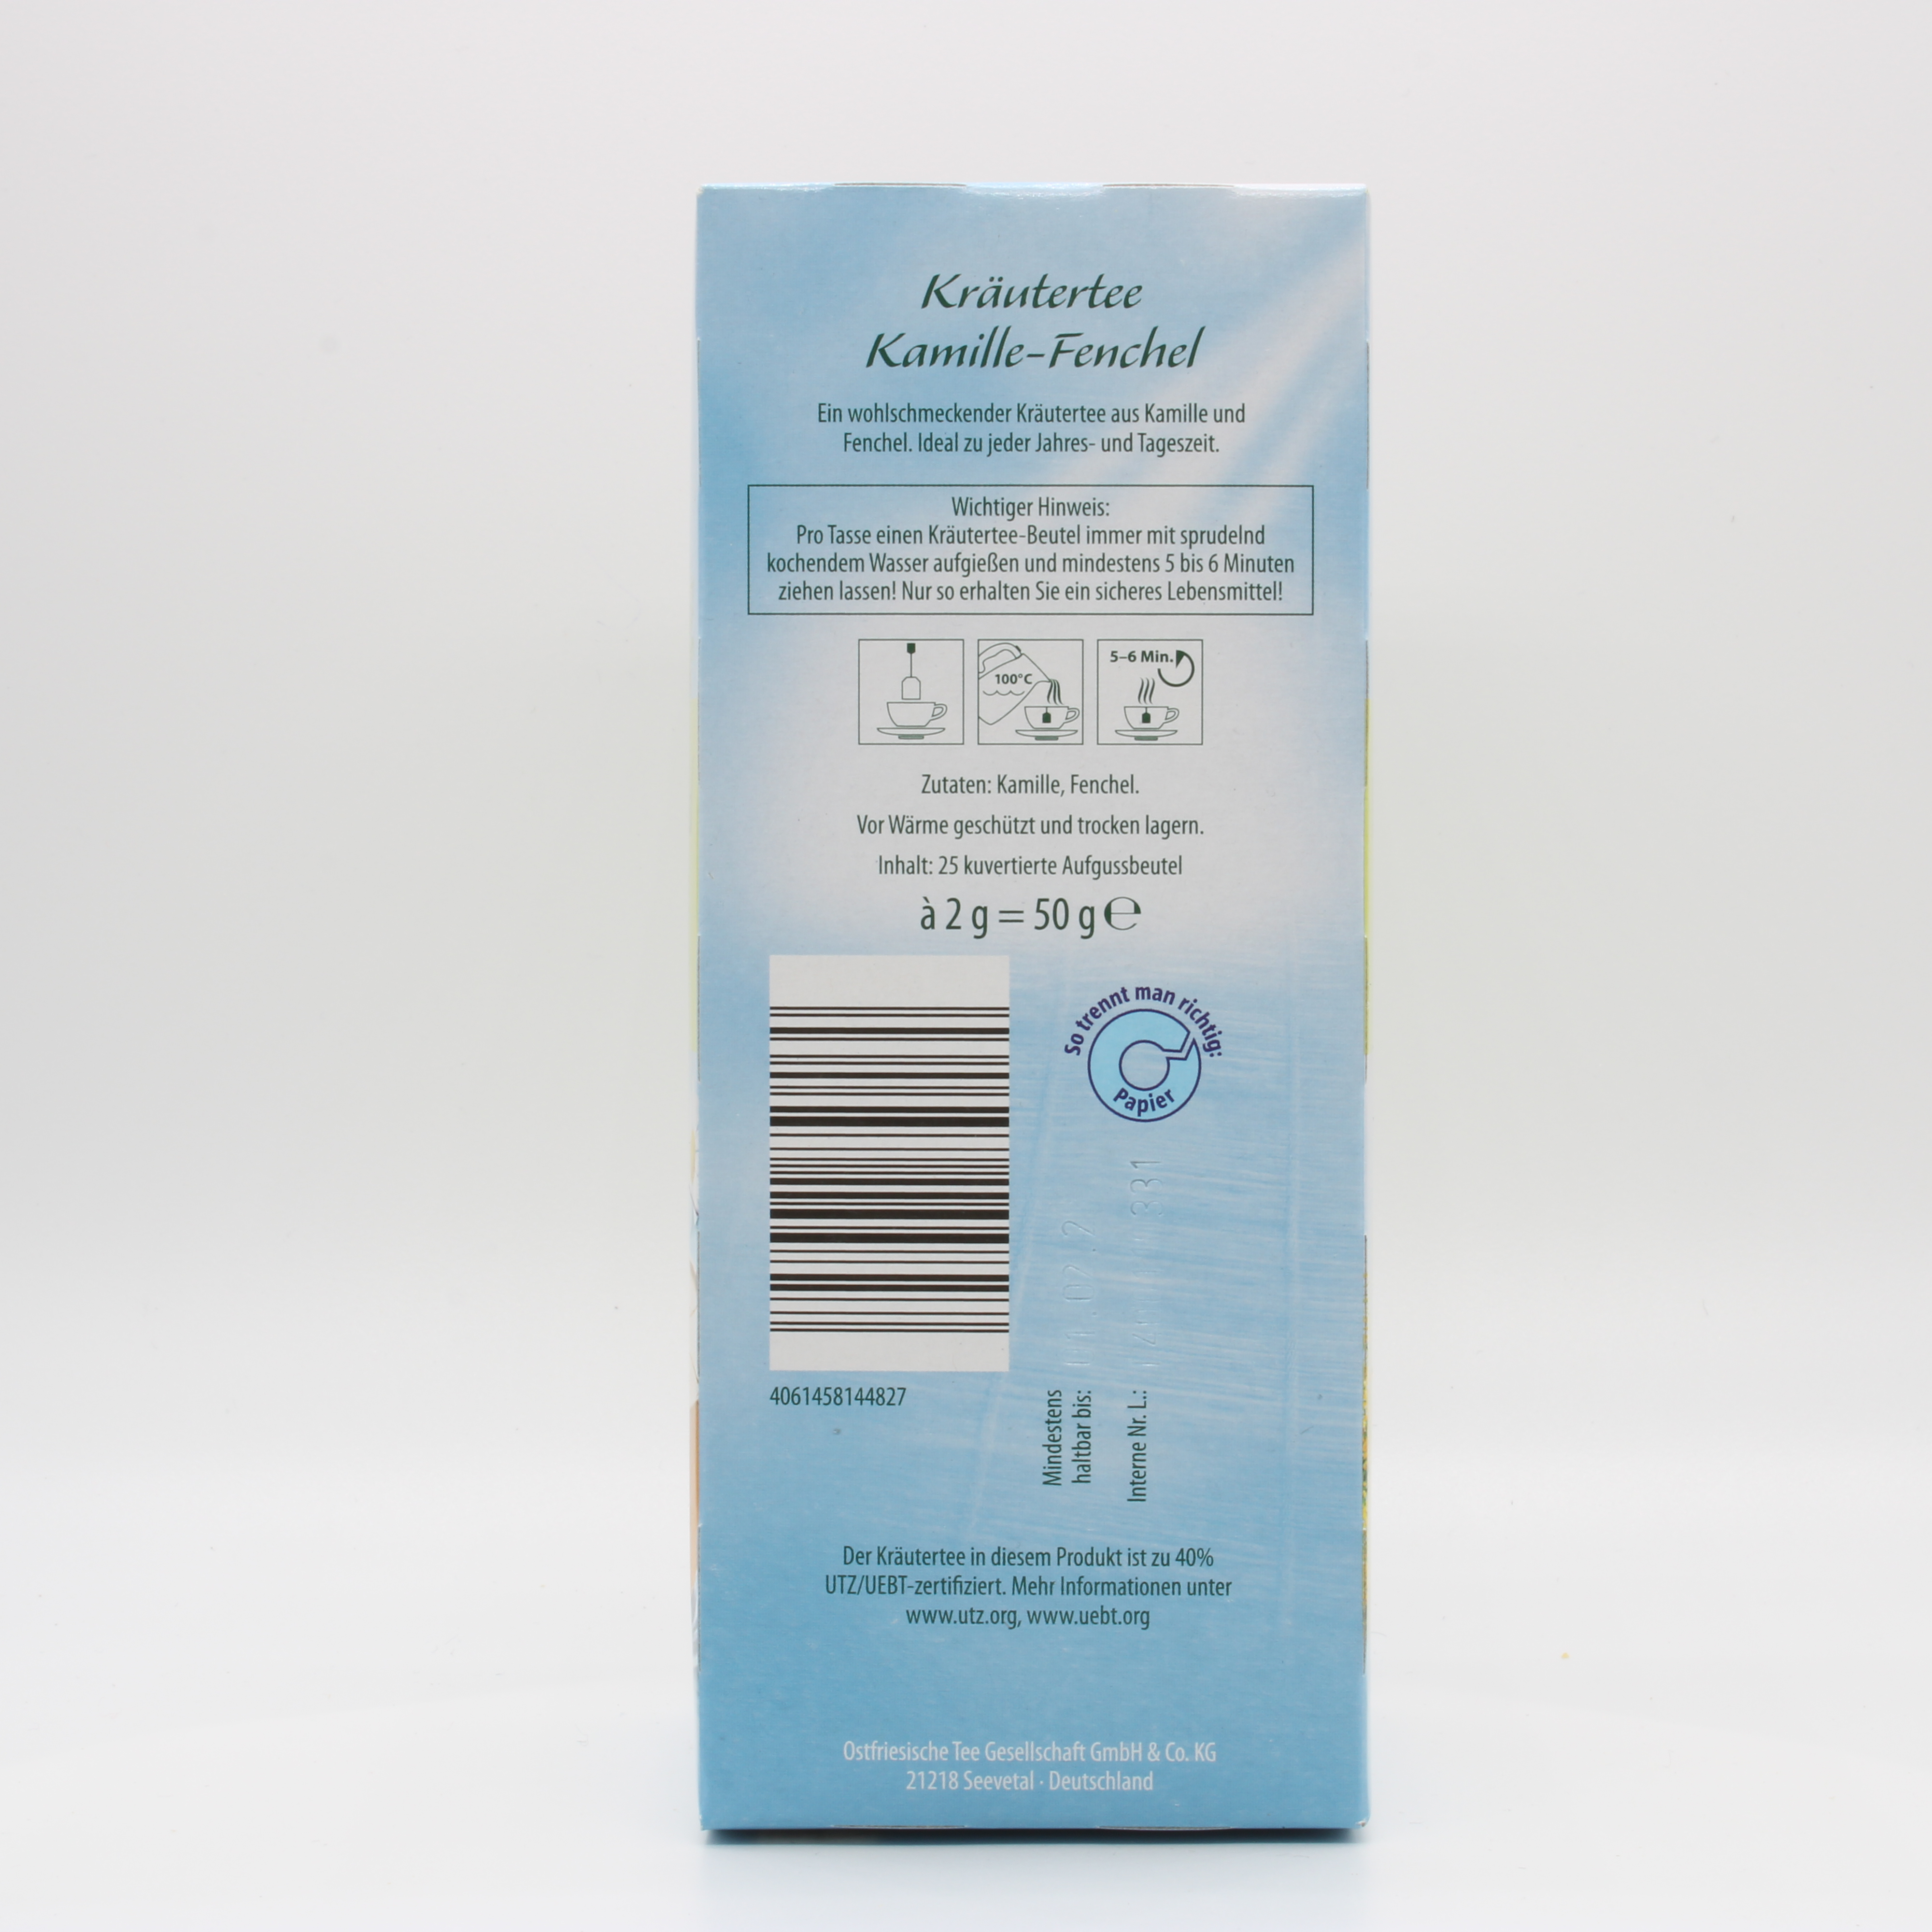 Kräutertee
Kamille-Fenchel
Ein wohlschmeckender Kräutertee aus Kamille und
Fenchel. Ideal zu jeder Jahres- und Tageszeit.
Wichtiger Hinweis:
Pro Tasse einen Kräutertee-Beutel immer mit sprudelnd
kochendem Wasser aufgießen und mindestens 5 bis 6 Minuten
ziehen lassen! Nur so erhalten Sie ein sicheres Lebensmittel!
100°C
5–6 Min.
Zutaten: Kamille, Fenchel.
Vor Wärme geschützt und trocken lagern.
Inhalt: 25 kuvertierte Aufgussbeutel
à 2 g = 50 g ℮
So trennt man richtig:
Papier
4061458144827
Mindestens
haltbar bis:
Interne Nr. L.:
Der Kräutertee in diesem Produkt ist zu 40%
UTZ/UEBT-zertifiziert. Mehr Informationen unter
www.utz.org, www.uebt.org
Ostfriesische Tee Gesellschaft GmbH & Co. KG
21218 Seevetal · Deutschland